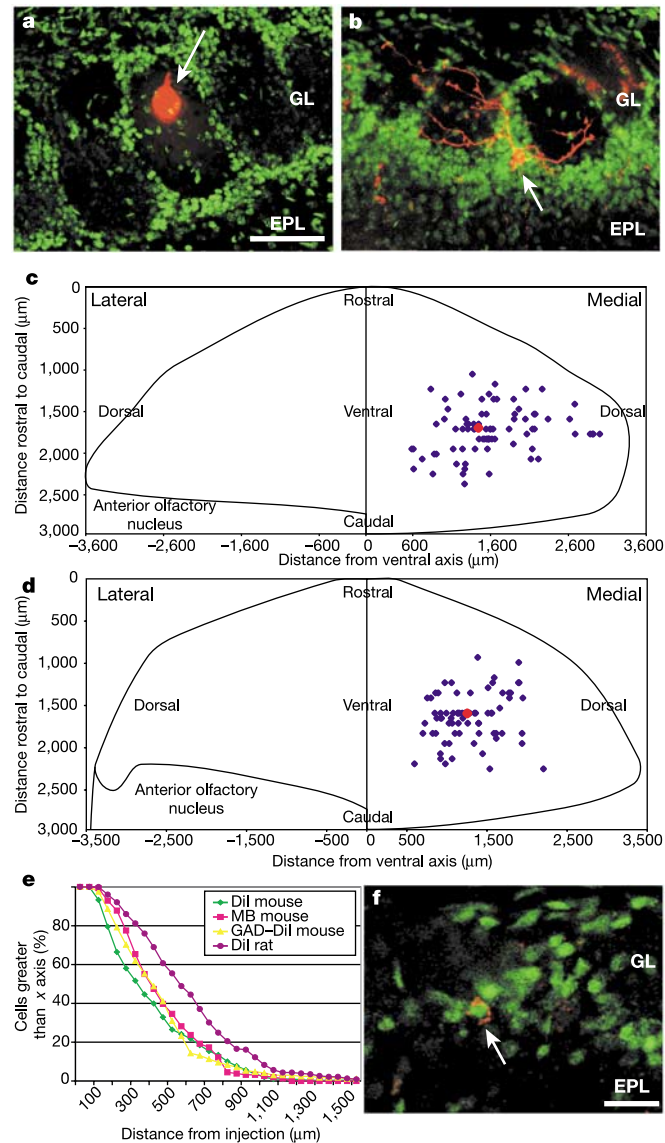 a
GL
EPL
b
GL
EPL
c
Distance rostral to caudal (μm)
0
500
1,000
1,500
2,000
2,500
3,000
Lateral
Rostral
Medial
Dorsal
Ventral
Dorsal
Anterior olfactory
nucleus
Caudal
–3,600
–2,600
–1,600
–600
0
600
1,600
2,600
3,600
Distance from ventral axis (μm)
d
Distance rostral to caudal (μm)
0
500
1,000
1,500
2,000
2,500
3,000
Lateral
Rostral
Medial
Dorsal
Ventral
Dorsal
Anterior olfactory
nucleus
Caudal
–3,500
–2,500
–1,500
–500
0
500
1,500
2,500
3,500
Distance from ventral axis (μm)
e
Cells greater
than x axis (%)
80
60
40
20
0
DiI mouse
MB mouse
GAD–DiI mouse
DiI rat
100
300
500
700
900
1,100
1,300
1,500
Distance from injection (μm)
f
GL
EPL